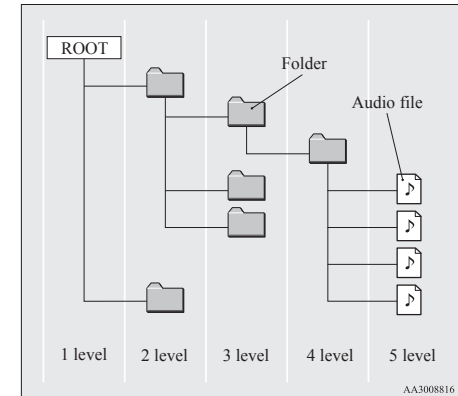 ROOT
Folder
Audio file
1 level 2 level 3 level 4 level 5 level
AA3008816